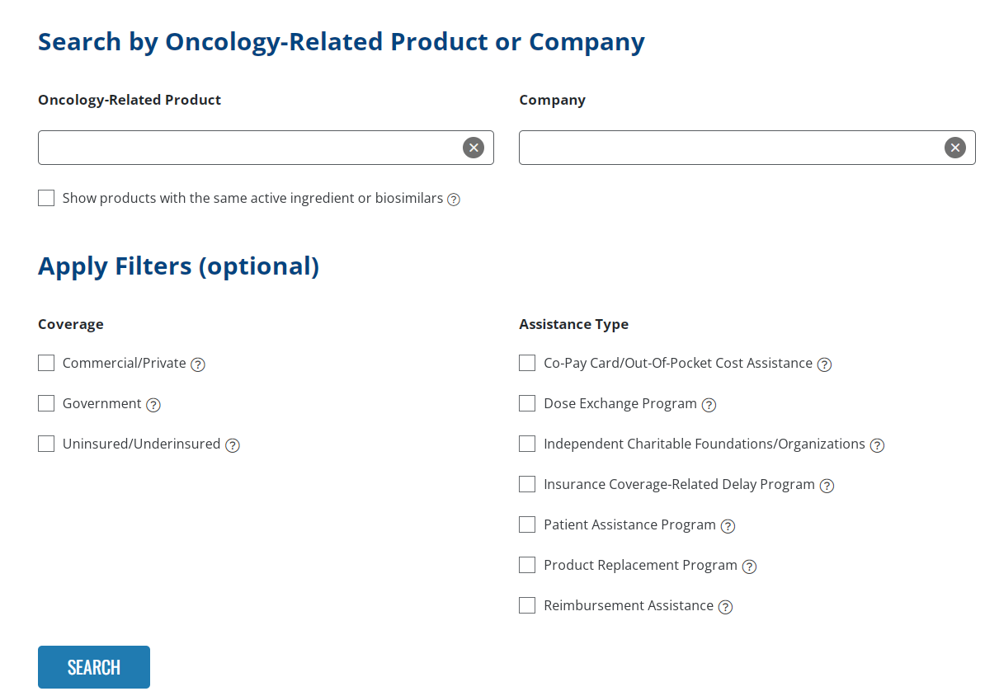 Search by Oncology-Related Product or Company
Oncology-Related Product
Company
Show products with the same active ingredient or biosimilars ?
Apply Filters (optional)
Coverage
Commercial/Private ?
Government ?
Uninsured/Underinsured ?
Assistance Type
Co-Pay Card/Out-Of-Pocket Cost Assistance ?
Dose Exchange Program ?
Independent Charitable Foundations/Organizations ?
Insurance Coverage-Related Delay Program ?
Patient Assistance Program ?
Product Replacement Program ?
Reimbursement Assistance ?
SEARCH